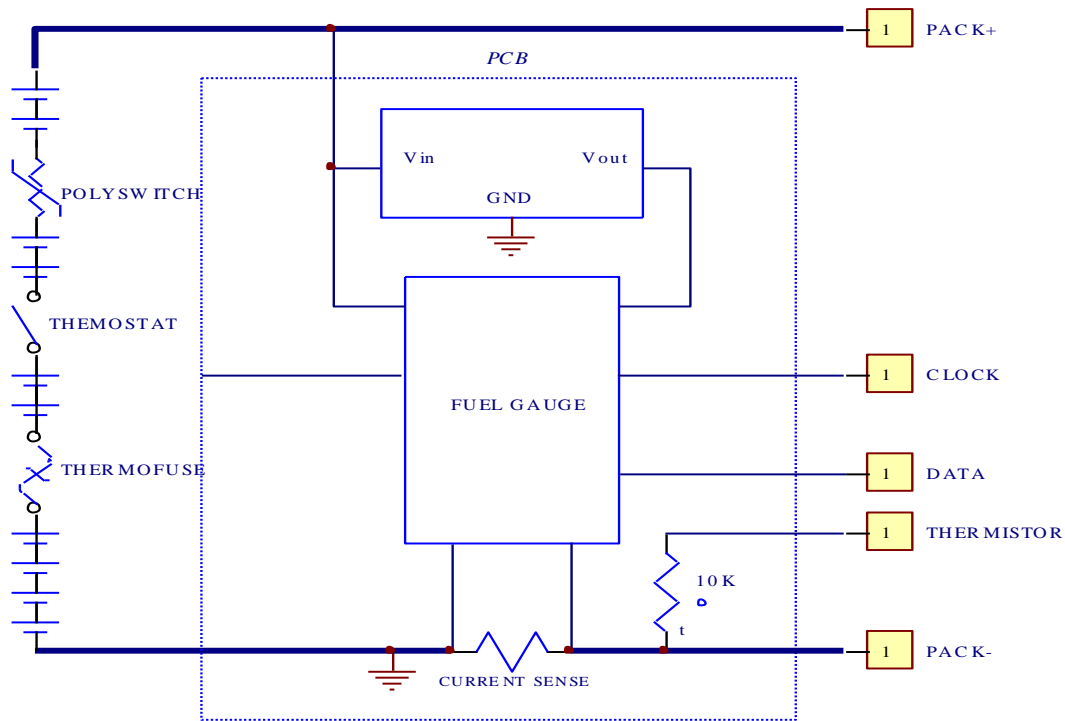 1 PACK+
PCB
Vin Vout
GND
POLYSWITCH
THEMOSTAT
1 CLOCK
FUEL GAUGE
THERMOFUSE
1 DATA
1 THERMISTOR
10K
t
1 PACK-
CURRENT SENSE